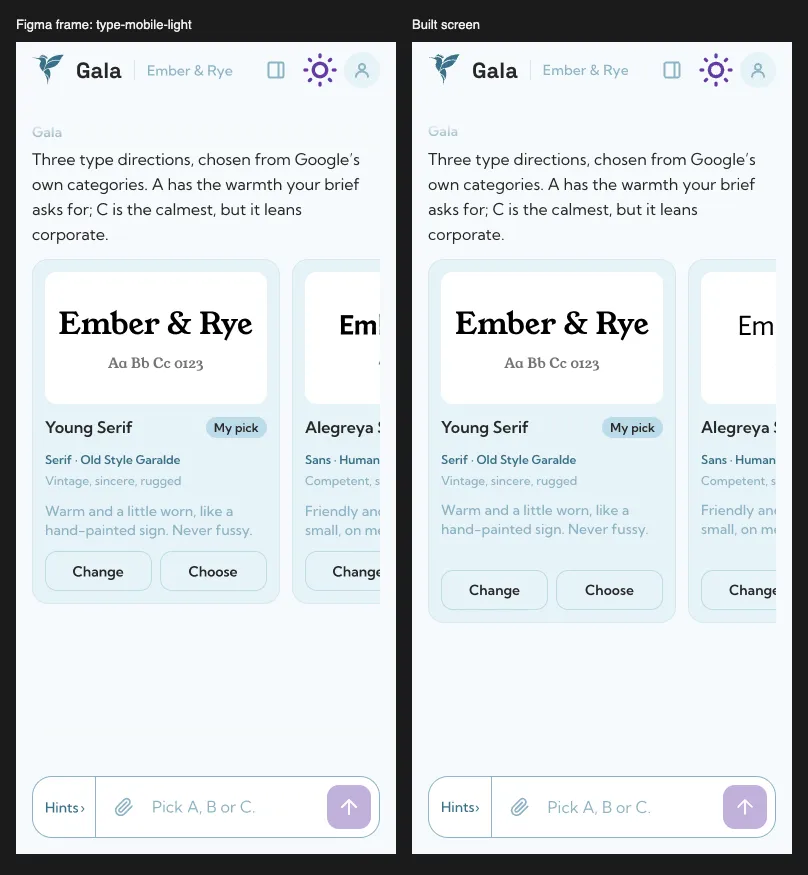 Figma frame: type-mobile-light
Gala
Ember & Rye
Gala
Three type directions, chosen from Google’s
own categories. A has the warmth your brief
asks for; C is the calmest, but it leans
corporate.
Ember & Rye
Aa Bb Cc 0123
Young Serif
My pick
Serif · Old Style Garalde
Vintage, sincere, rugged
Warm and a little worn, like a
hand-painted sign. Never fussy.
Change
Choose
Em
Alegreya
Sans · Human
Competent, s
Friendly and
small, on me
Change
Hints ›
Pick A, B or C.
Built screen
Gala
Ember & Rye
Gala
Three type directions, chosen from Google’s
own categories. A has the warmth your brief
asks for; C is the calmest, but it leans
corporate.
Ember & Rye
Aa Bb Cc 0123
Young Serif
My pick
Serif · Old Style Garalde
Vintage, sincere, rugged
Warm and a little worn, like a
hand-painted sign. Never fussy.
Change
Choose
Em
Alegreya
Sans · Human
Competent, s
Friendly and
small, on me
Change
Hints ›
Pick A, B or C.